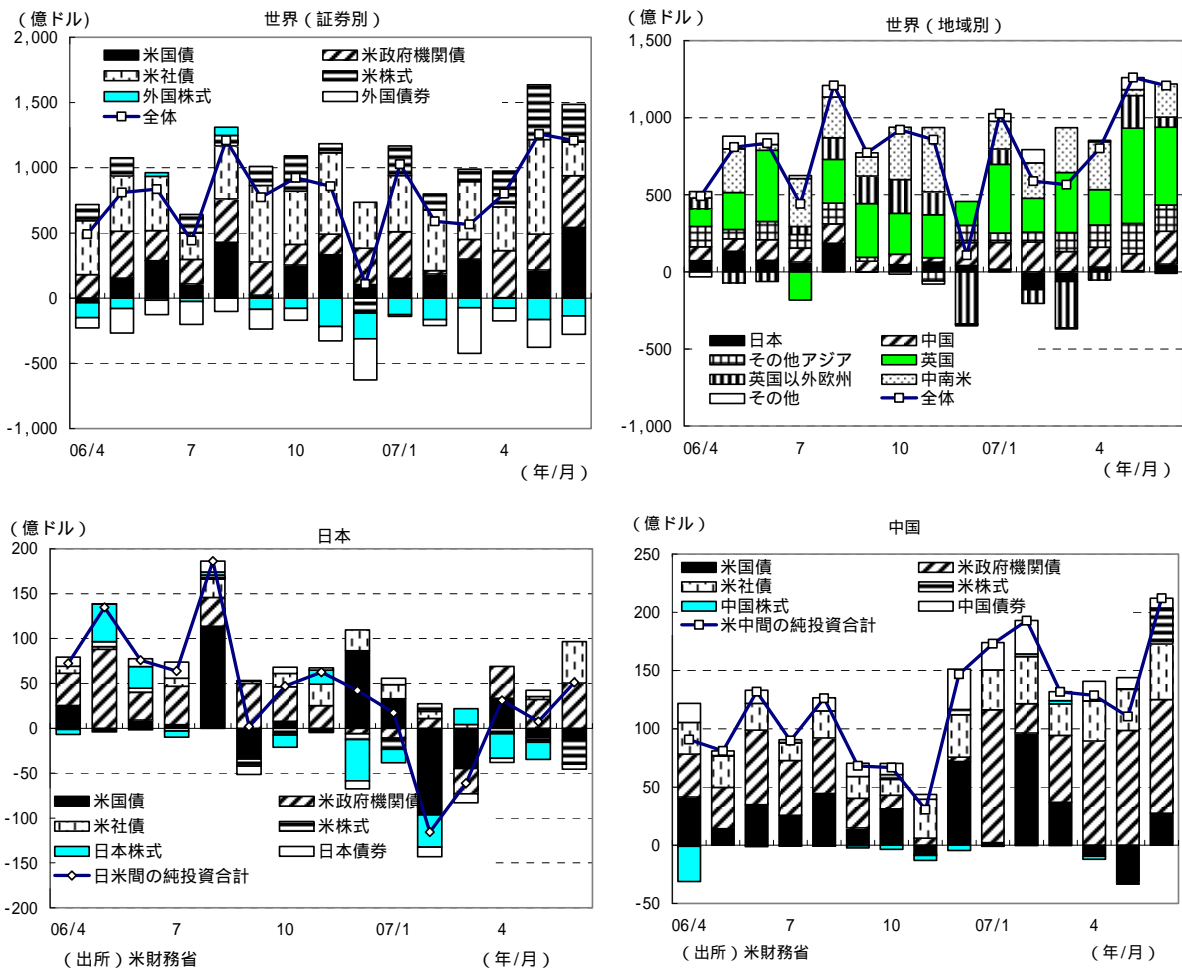 （億ドル）
世界（証券別）
2,000
1,500
1,000
500
0
-500
-1,000
米国債
米政府機関債
米社債
米株式
外国株式
外国債券
全体
06/4
7
10
07/1
4
（年/月）
（億ドル）
世界（地域別）
1,500
1,000
500
0
-500
-1,000
日本
中国
その他アジア
英国
英国以外欧州
中南米
その他
全体
06/4
7
10
07/1
4
（年/月）
（億ドル）
日本
200
150
100
50
0
-50
-100
-150
-200
米国債
米政府機関債
米社債
米株式
日本株式
日本債券
日米間の純投資合計
06/4
7
10
07/1
4
（出所）米財務省
（年/月）
（億ドル）
中国
250
200
150
100
50
0
-50
米国債
米政府機関債
米社債
米株式
中国株式
中国債券
米中間の純投資合計
06/4
7
10
07/1
4
（出所）米財務省
（年/月）